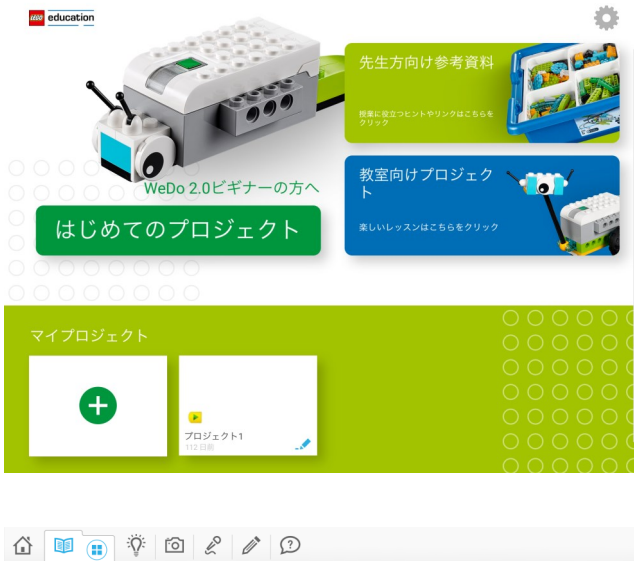 LEGO education
先生方向け参考資料
授業に役立つヒントやリンクはこちらを
クリック
WeDo 2.0ビギナーの方へ
はじめてのプロジェクト
教室向けプロジェク
ト
楽しいレッスンはこちらをクリック
マイプロジェクト
プロジェクト1
112 日前